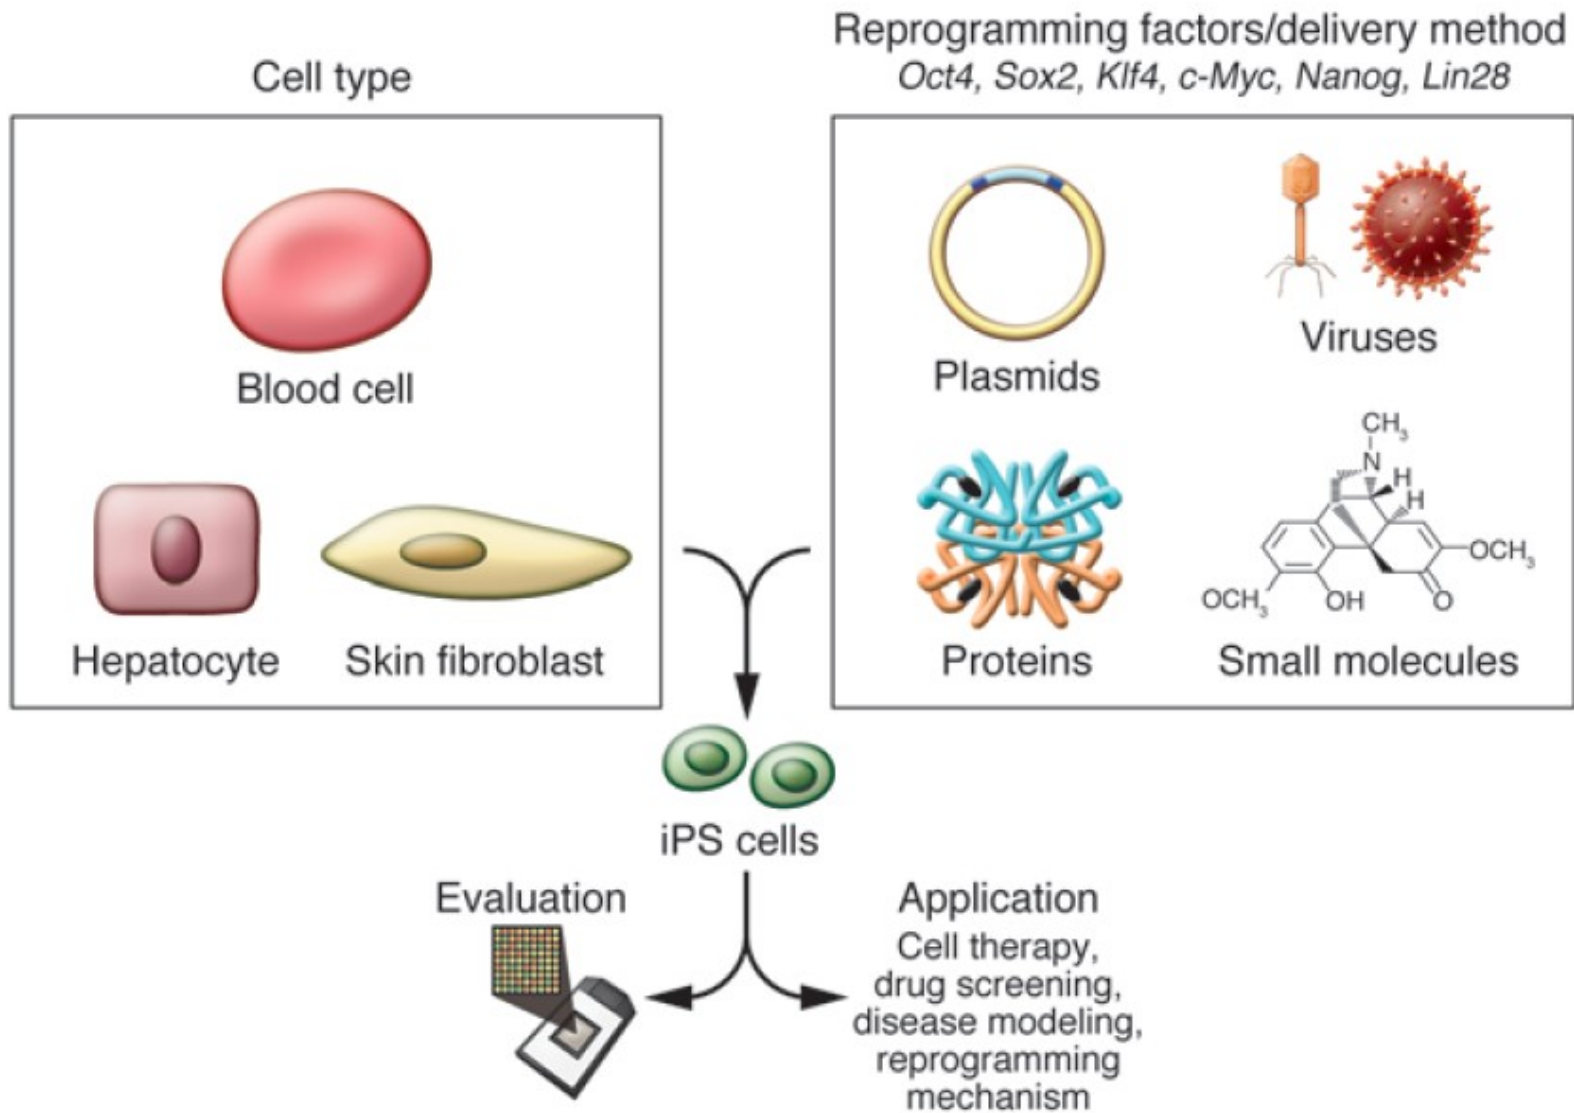 Cell type
Reprogramming factors/delivery method
Oct4, Sox2, Klf4, c-Myc, Nanog, Lin28
Blood cell
Hepatocyte
Skin fibroblast
Plasmids
Viruses
Proteins
CH3
N
H
H
OCH3
OCH3
OH
O
Small molecules
iPS cells
Evaluation
Application
Cell therapy,
drug screening,
disease modeling,
reprogramming
mechanism